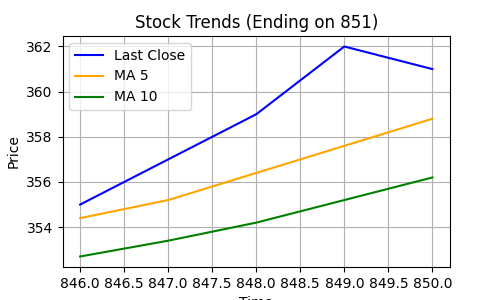 Stock Trends (Ending on 851)
Last Close
MA 5
MA 10
Price
362
360
358
356
354
846.0 846.5 847.0 847.5 848.0 848.5 849.0 849.5 850.0
Time